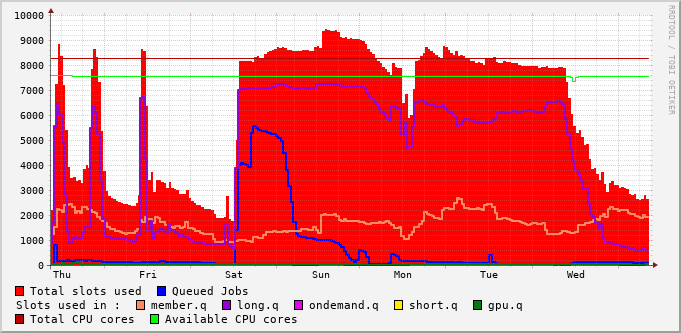 10000
9000
8000
7000
6000
5000
4000
3000
2000
1000
0
Thu Fri Sat Sun Mon Tue Wed
Total slots used Queued Jobs
Slots used in : member.q long.q ondemand.q short.q gpu.q
Total CPU cores Available CPU cores
RRDTOOL / TOBI OETIKER